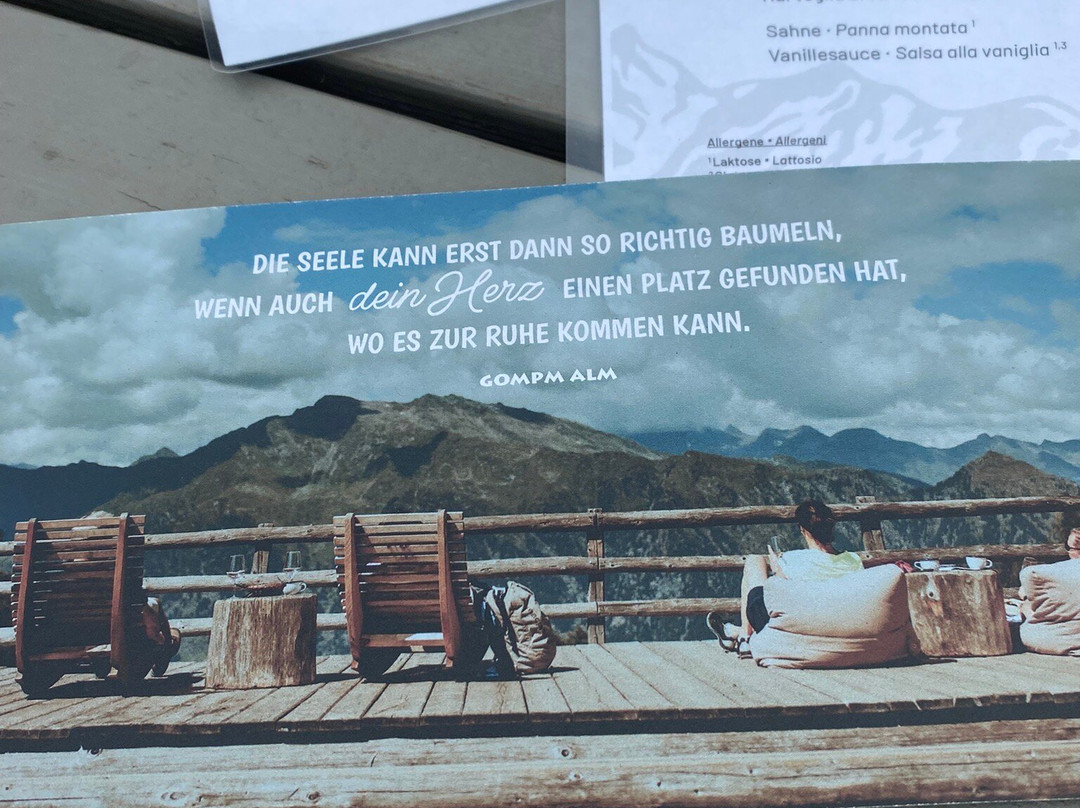 Sahne • Panna montata ¹
Vanillesauce • Salsa alla vaniglia ¹,³
Allergene • Allergeni
¹Laktose • Lattosio
DIE SEELE KANN ERST DANN SO RICHTIG BAUMELN,
WENN AUCH dein Herz EINEN PLATZ GEFUNDEN HAT,
WO ES ZUR RUHE KOMMEN KANN.
GOMPM ALM